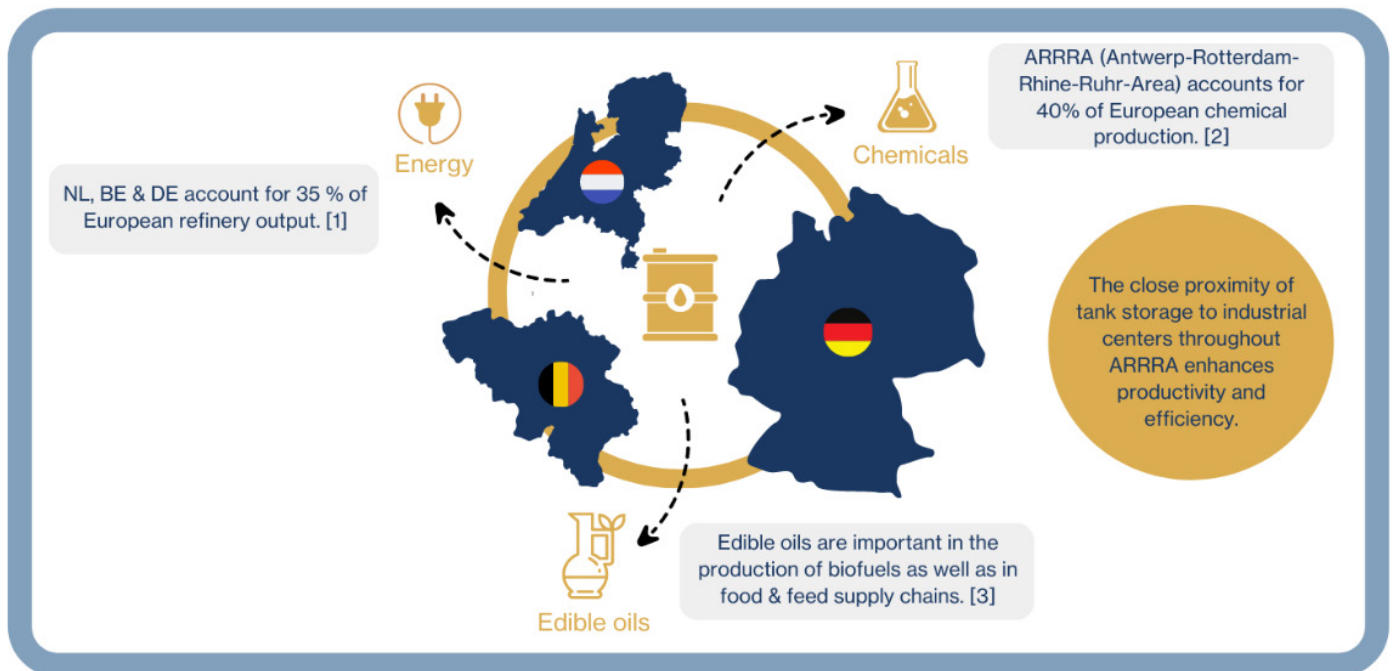 Energy
NL, BE & DE account for 35 % of
European refinery output. [1]
Chemicals
ARRRA (Antwerp-Rotterdam-
Rhine-Ruhr-Area) accounts for
40% of European chemical
production. [2]
The close proximity of
tank storage to industrial
centers throughout
ARRRA enhances
productivity and
efficiency.
Edible oils
Edible oils are important in the
production of biofuels as well as in
food & feed supply chains. [3]